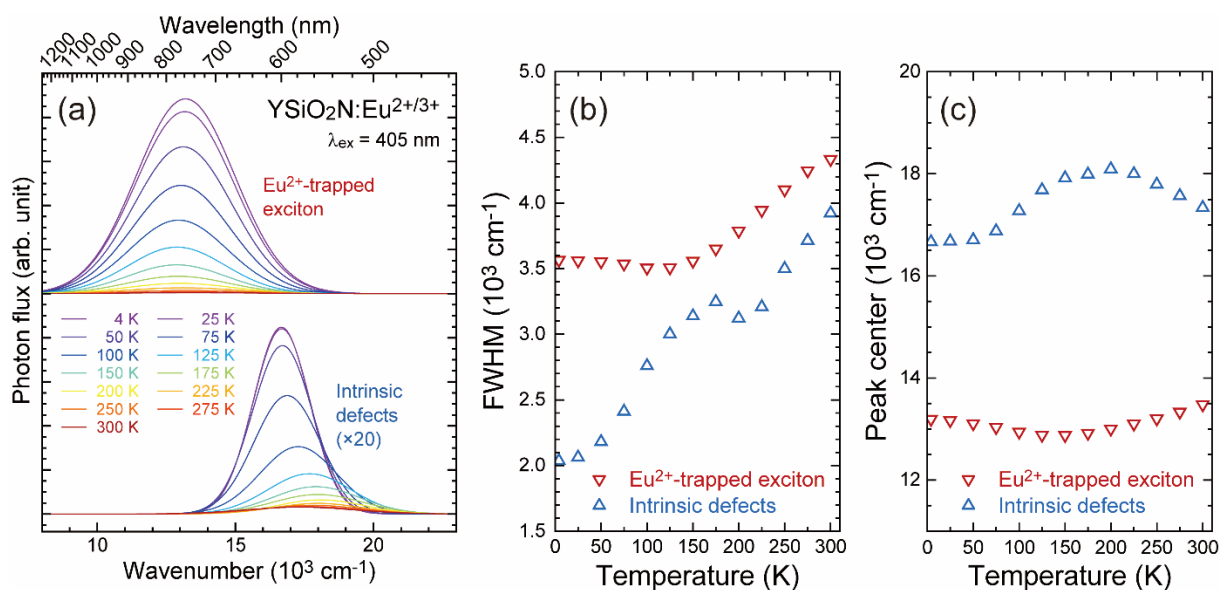 Wavelength (nm)
1200 1100 1000 900 800 700 600 500
(a)
YSiO₂N:Eu²⁺/³⁺
λex = 405 nm
Eu²⁺-trapped
exciton
Photon flux (arb. unit)
4 K 25 K
50 K 75 K
100 K 125 K
150 K 175 K
200 K 225 K
250 K 275 K
300 K
Intrinsic
defects
(×20)
10 15 20
Wavenumber (10³ cm⁻¹)
(b)
FWHM (10³ cm⁻¹)
5.0
4.5
4.0
3.5
3.0
2.5
2.0
1.5
Eu²⁺-trapped exciton
Intrinsic defects
0 50 100 150 200 250 300
Temperature (K)
(c)
Peak center (10³ cm⁻¹)
20
18
16
13
12
11
Eu²⁺-trapped exciton
Intrinsic defects
0 50 100 150 200 250 300
Temperature (K)